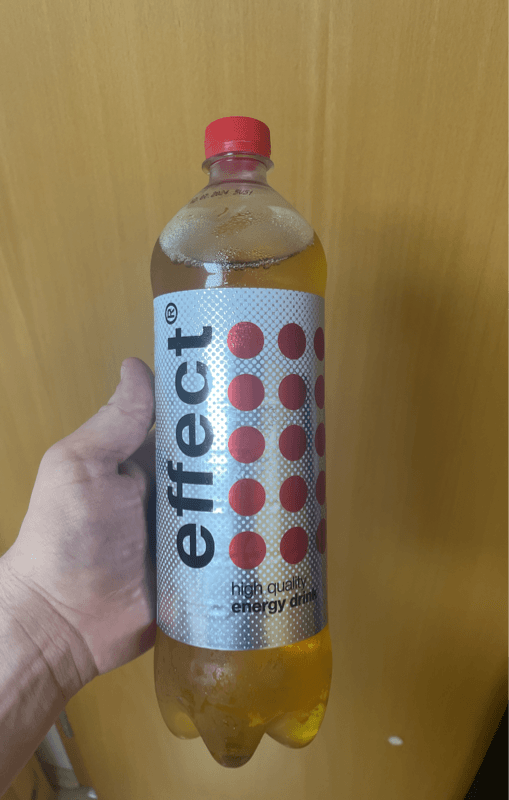 effect®
high quality
energy drink